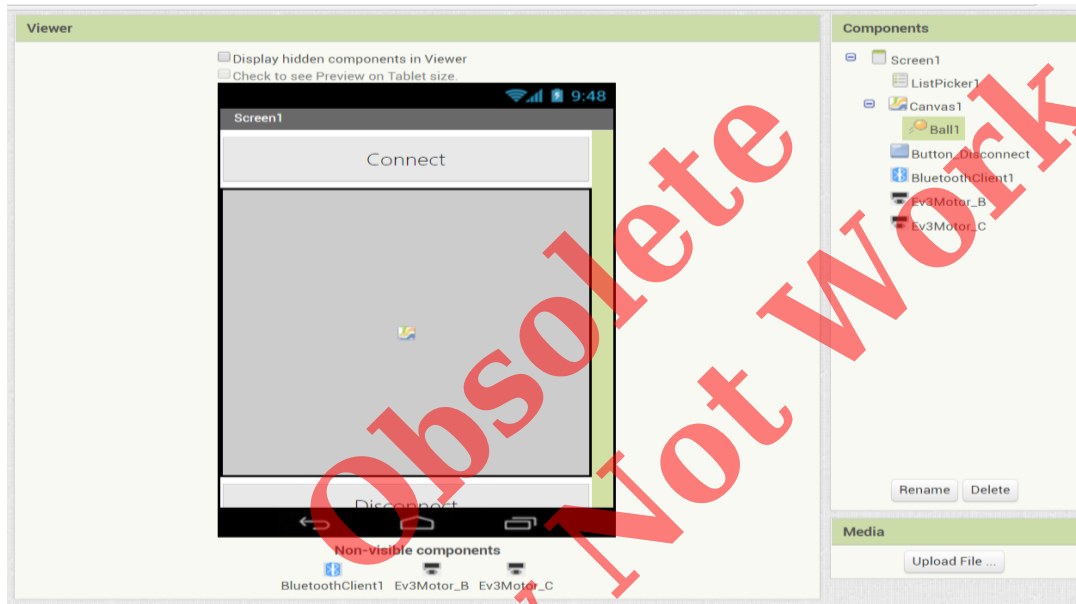 Viewer
Display hidden components in Viewer
Check to see Preview on Tablet size.
9:48
Screen1
Connect
Disconnect
Non-visible components
BluetoothClient1 Ev3Motor_B Ev3Motor_C
Components
Screen1
ListPicker1
Canvas1
Ball1
Button_Disconnect
BluetoothClient1
Ev3Motor_B
Ev3Motor_C
Rename Delete
Media
Upload File ...
Obsolete
Not Work